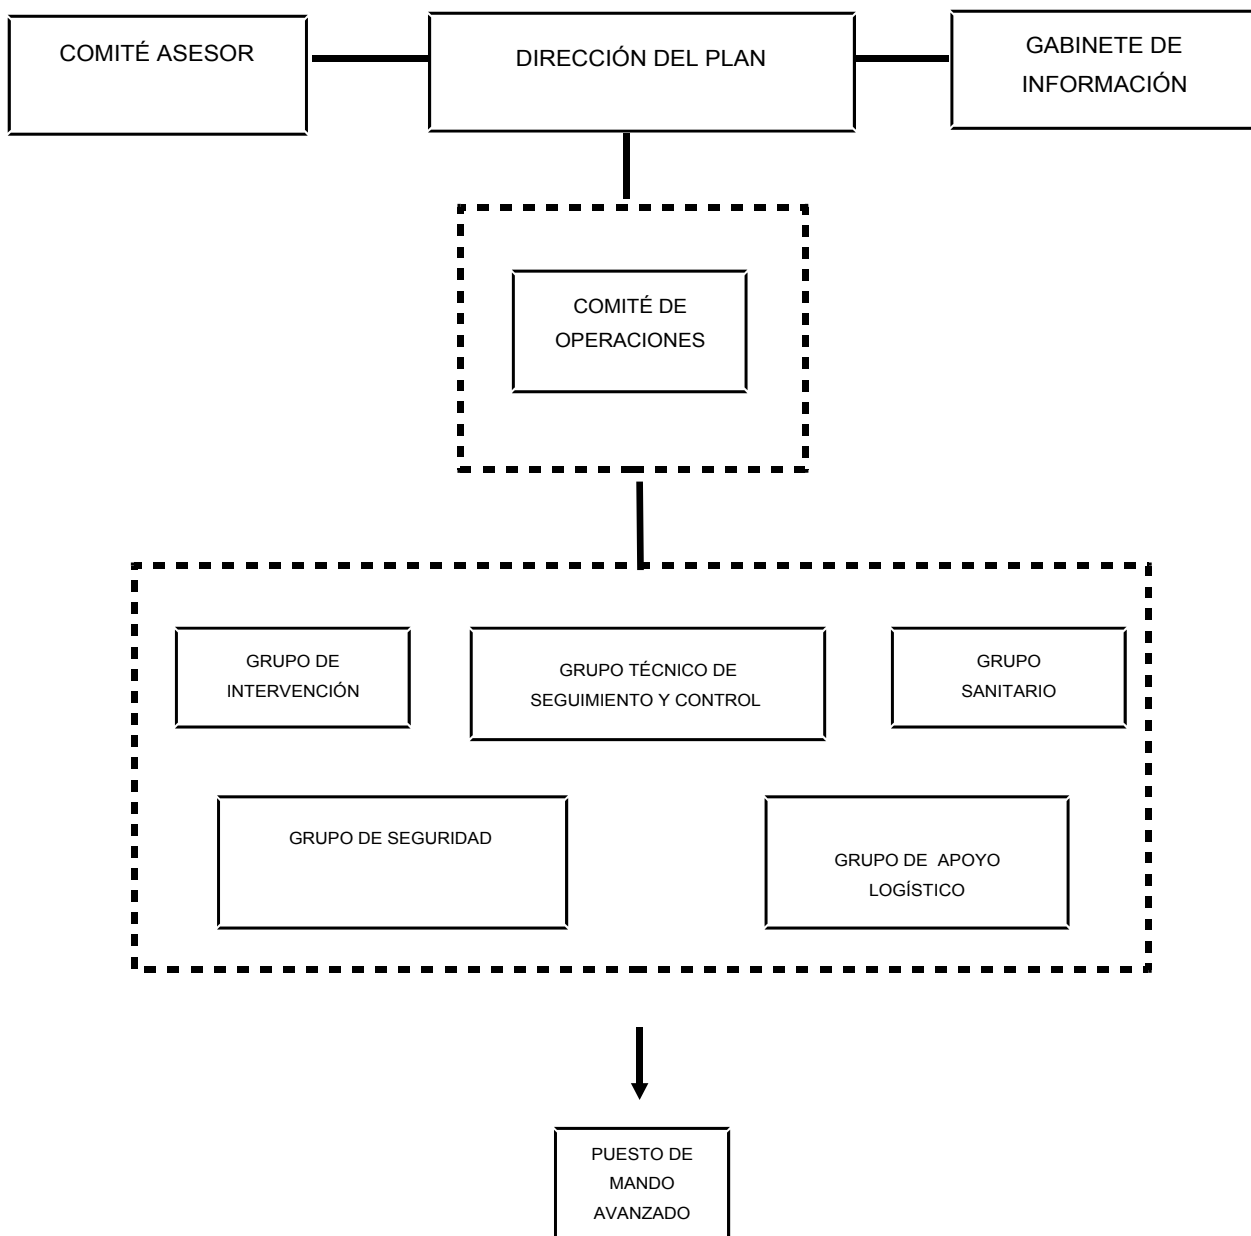 COMITÉ ASESOR
DIRECCIÓN DEL PLAN
GABINETE DE
INFORMACIÓN
COMITÉ DE
OPERACIONES
GRUPO DE
INTERVENCIÓN
GRUPO TÉCNICO DE
SEGUIMIENTO Y CONTROL
GRUPO
SANITARIO
GRUPO DE SEGURIDAD
GRUPO DE  APOYO
LOGÍSTICO
PUESTO DE
MANDO
AVANZADO